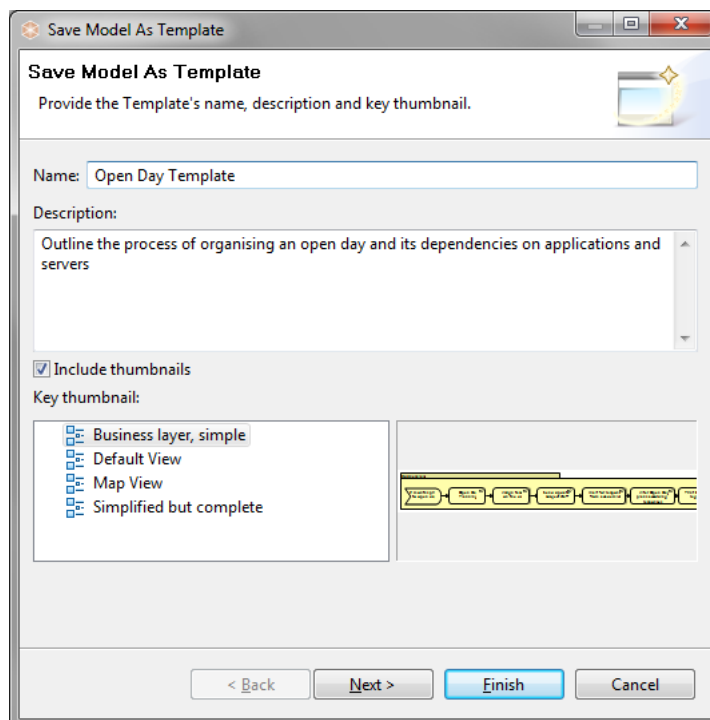 Save Model As Template
Save Model As Template
Provide the Template's name, description and key thumbnail.
Name: Open Day Template
Description:
Outline the process of organising an open day and its dependencies on applications and
servers
Include thumbnails
Key thumbnail:
Business layer, simple
Default View
Map View
Simplified but complete
< Back
Next >
Finish
Cancel